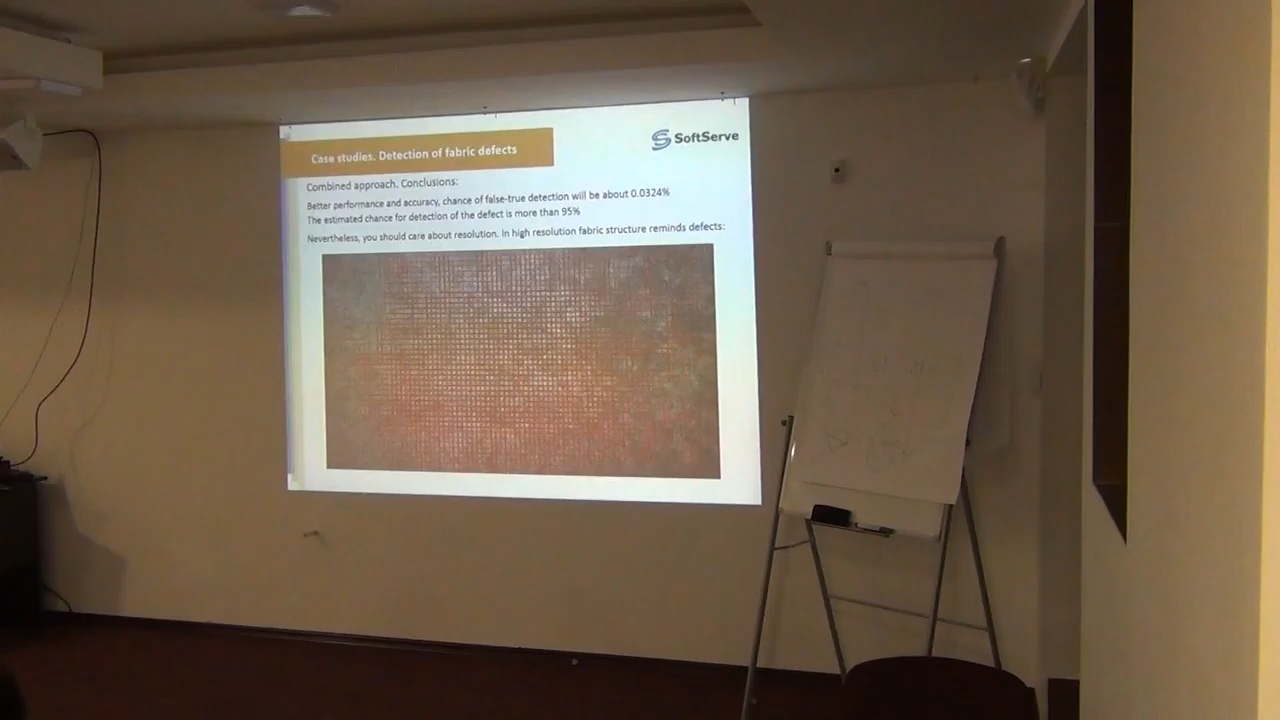 Case studies. Detection of fabric defects
SoftServe
Combined approach. Conclusions:
Better performance and accuracy, chance of false-true detection will be about 0.0324%
The estimated chance for detection of the defect is more than 95%
Nevertheless, you should care about resolution. In high resolution fabric structure reminds defects: